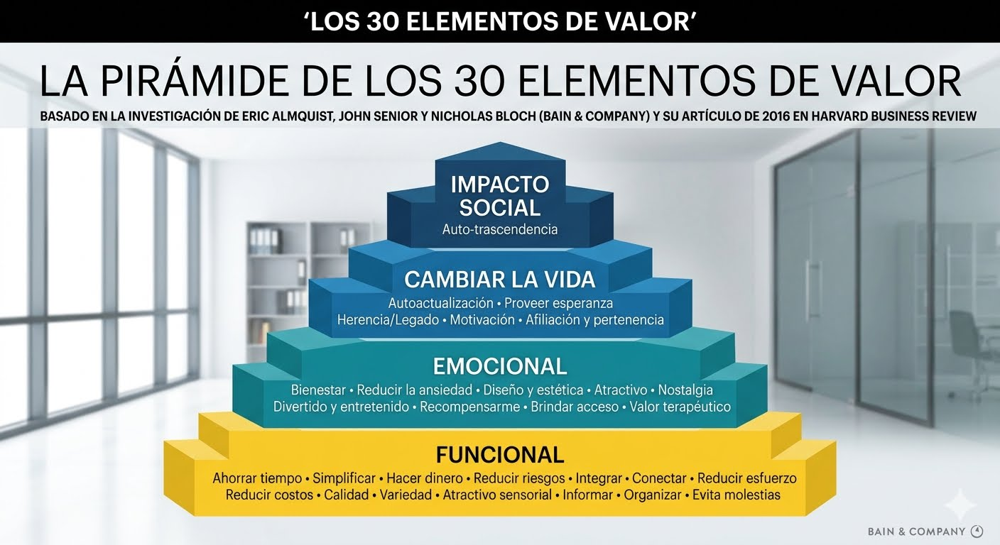 ‘LOS 30 ELEMENTOS DE VALOR’
LA PIRÁMIDE DE LOS 30 ELEMENTOS DE VALOR
BASADO EN LA INVESTIGACIÓN DE ERIC ALMQUIST, JOHN SENIOR Y NICHOLAS BLOCH (BAIN & COMPANY) Y SU ARTÍCULO DE 2016 EN HARVARD BUSINESS REVIEW
IMPACTO
SOCIAL
Auto-trascendencia
CAMBIAR LA VIDA
Autoactualización • Proveer esperanza
Herencia/Legado • Motivación • Afiliación y pertenencia
EMOCIONAL
Bienestar • Reducir la ansiedad • Diseño y estética • Atractivo • Nostalgia
Divertido y entretenido • Recompensarme • Brindar acceso • Valor terapéutico
FUNCIONAL
Ahorrar tiempo • Simplificar • Hacer dinero • Reducir riesgos • Integrar • Conectar • Reducir esfuerzo
Reducir costos • Calidad • Variedad • Atractivo sensorial • Informar • Organizar • Evita molestias
BAIN & COMPANY